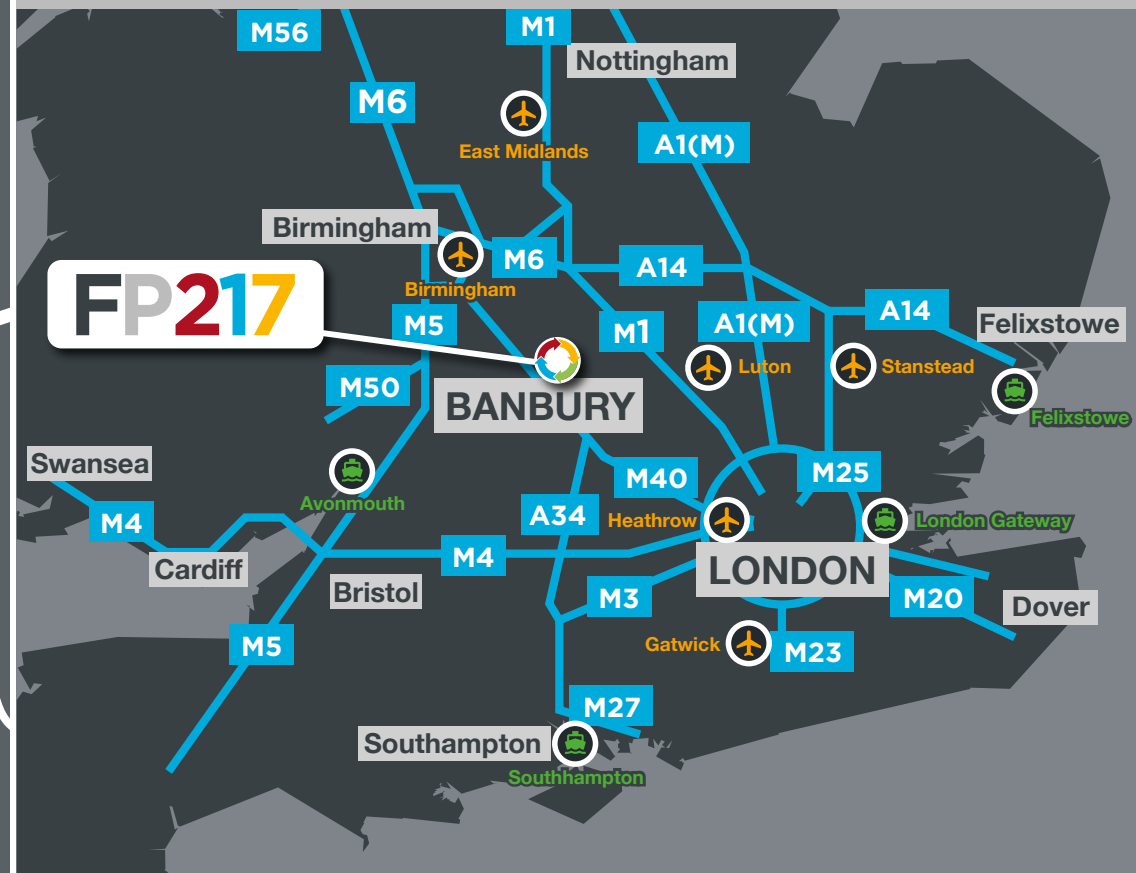 M56
M1
Nottingham
M6
A1(M)
East Midlands
Birmingham
M6
A14
Birmingham
FP217
M5
M1
A1(M)
A14
Felixstowe
Luton
Stanstead
M50
BANBURY
Felixstowe
Swansea
M25
M40
Avonmouth
M4
A34
Heathrow
London Gateway
M4
Cardiff
LONDON
Bristol
M3
M20
Dover
M5
Gatwick
M23
M27
Southampton
Southhampton